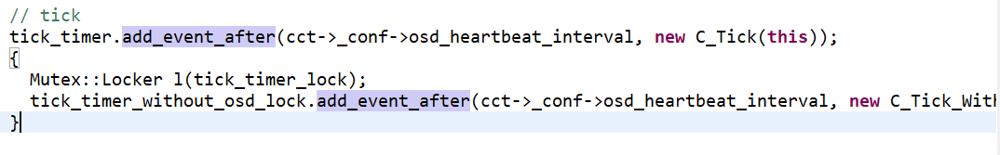 // tick
tick_timer.add_event_after(cct->_conf->osd_heartbeat_interval, new C_Tick(this));
{
Mutex::Locker l(tick_timer_lock);
tick_timer_without_osd_lock.add_event_after(cct->_conf->osd_heartbeat_interval, new C_Tick_With
}